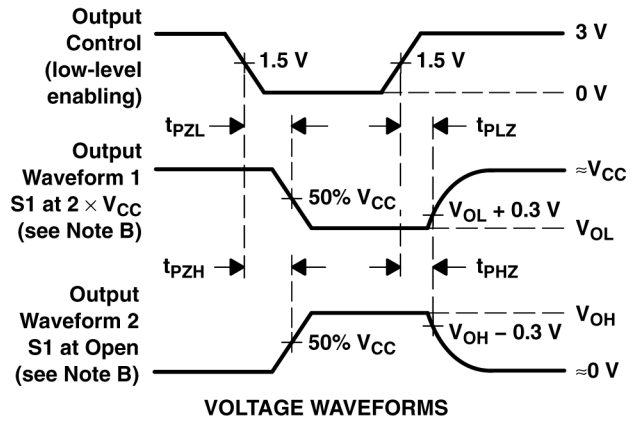 Output
Control
(low-level
enabling)
1.5 V
1.5 V
3 V
0 V
tPZL
tPLZ
Output
Waveform 1
S1 at 2 × VCC
(see Note B)
50% VCC
VOL + 0.3 V
≈VCC
VOL
tPZH
tPHZ
Output
Waveform 2
S1 at Open
(see Note B)
50% VCC
VOH – 0.3 V
VOH
≈0 V
VOLTAGE WAVEFORMS